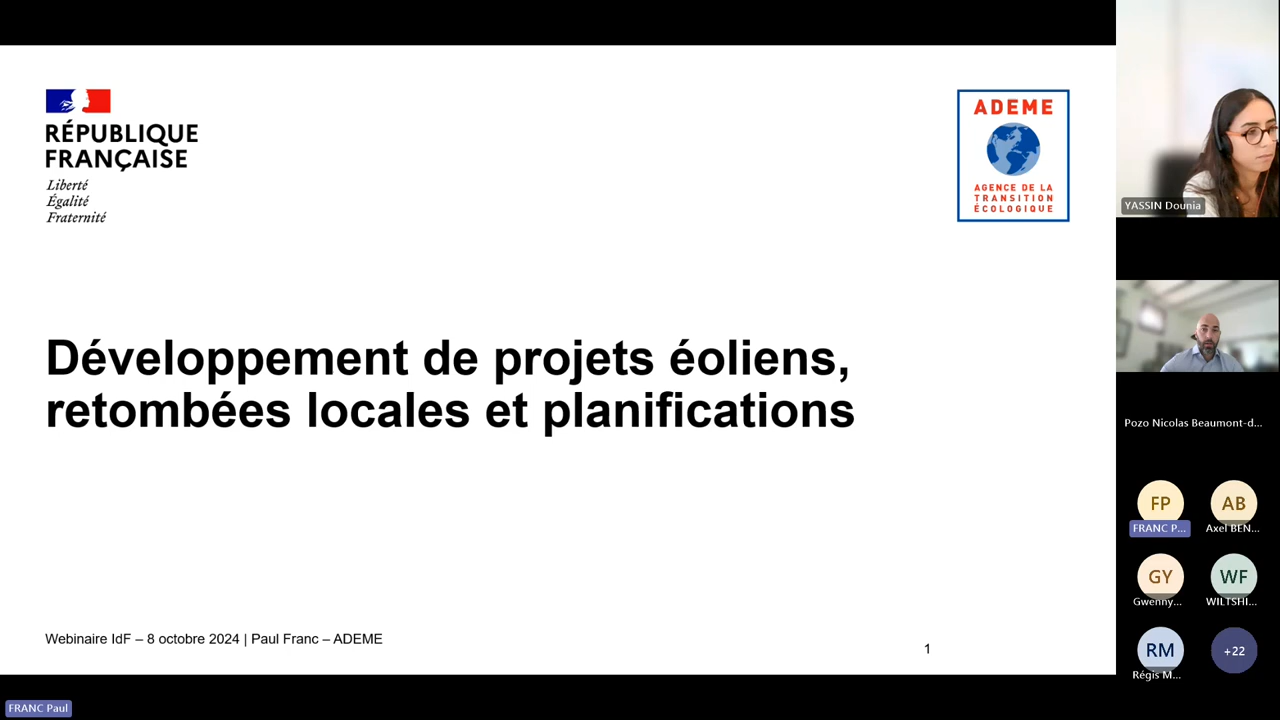 RÉPUBLIQUE
FRANÇAISE
Liberté
Égalité
Fraternité
ADEME
AGENCE DE LA
TRANSITION
ÉCOLOGIQUE
Développement de projets éoliens,
retombées locales et planifications
Webinaire IdF – 8 octobre 2024 | Paul Franc – ADEME
1
FRANC Paul
YASSIN Dounia
Pozo Nicolas Beaumont-d...
FP
AB
FRANC P...
Axel BEN...
GY
WF
Gwenny...
WILTSHI...
RM
+22
Régis M...